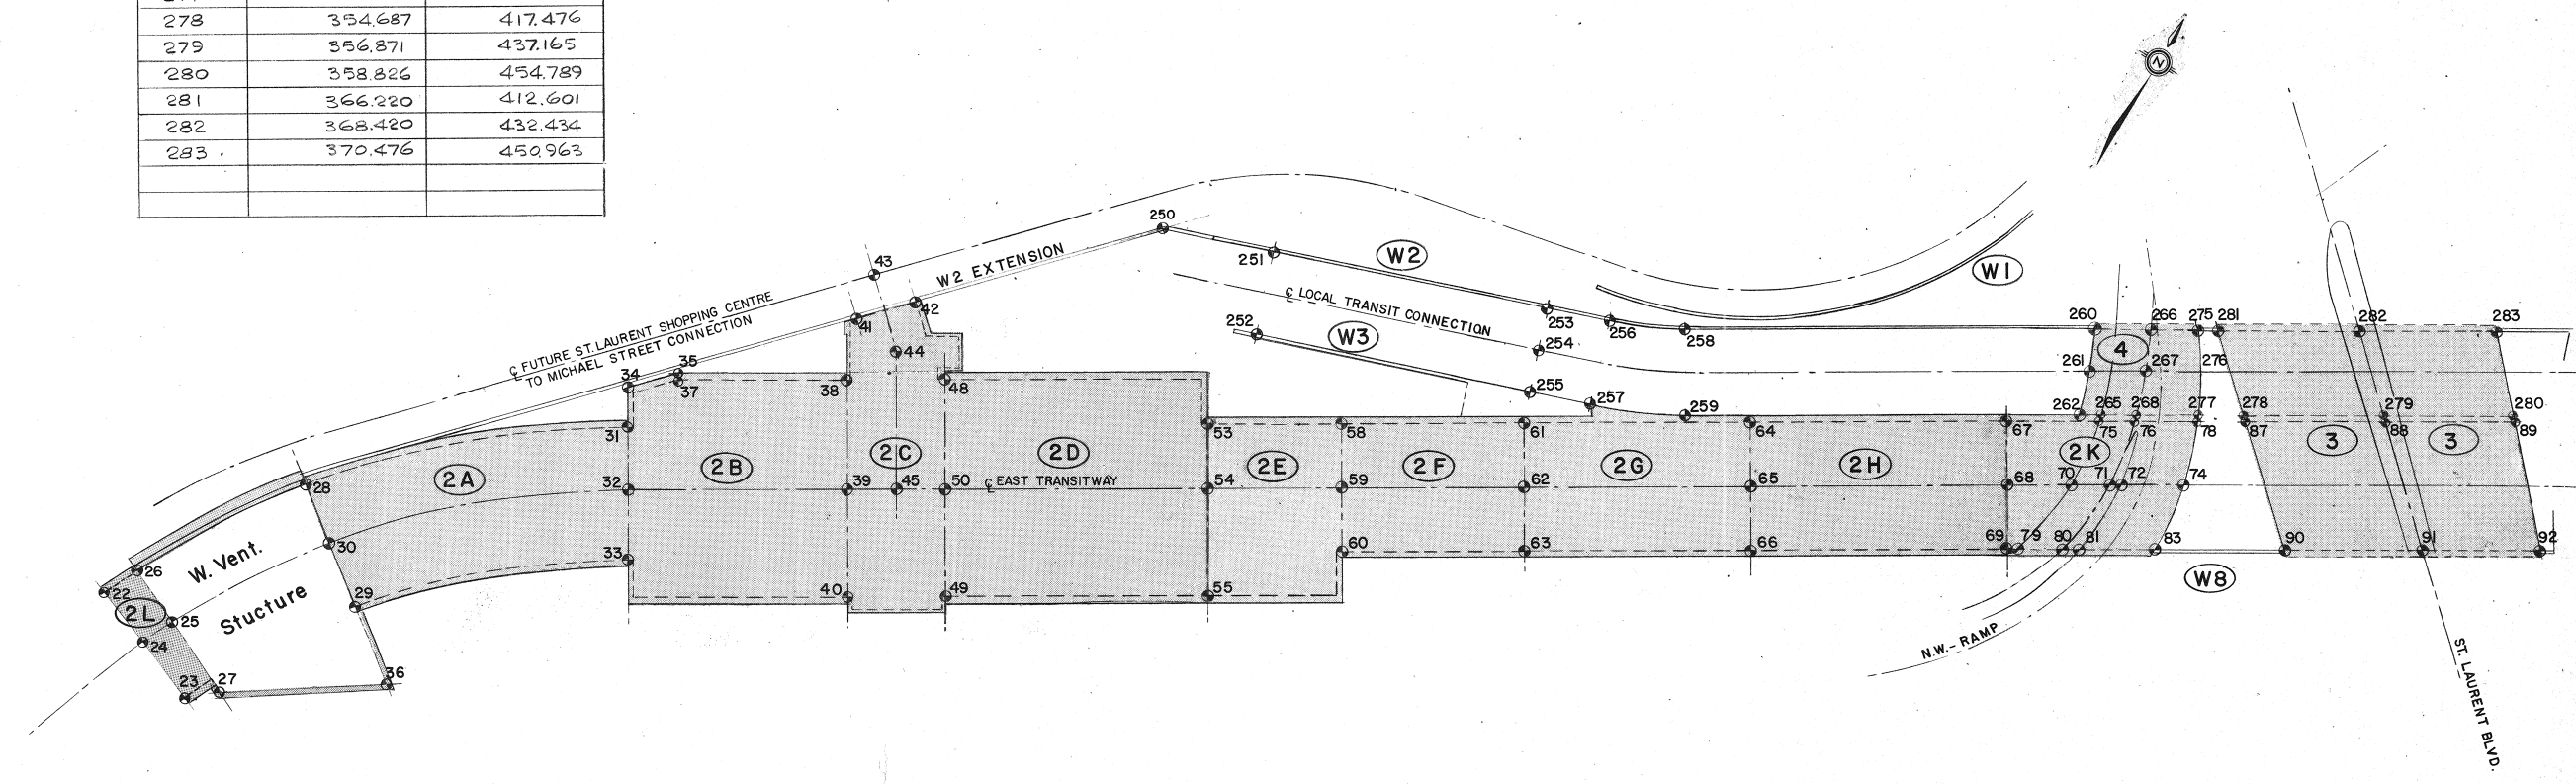 278 354.687 417.476
279 356.871 437.165
280 358.826 454.789
281 366.220 412.601
282 368.420 432.434
283. 370.476 450.963
N
250
43
W2 EXTENSION
42
41
251
W2
W1
℄ FUTURE ST. LAURENT SHOPPING CENTRE
TO MICHAEL STREET CONNECTION
℄ LOCAL TRANSIT CONNECTION
252
W3
253
256
258
254
255
257
259
260
266
275
281
282
283
4
261
267
276
262
265
268
277
278
279
280
34
35
37
38
44
48
31
53
58
61
64
67
75
76
78
87
88
89
2A
2B
2C
2D
2E
2F
2G
2H
2K
3
3
28
32
39
45
50
℄ EAST TRANSITWAY
54
59
62
65
68
70
71
72
74
30
33
60
63
66
69
79
80
81
83
90
91
92
26
W. Vent.
Stucture
22
2L
25
24
29
40
49
55
W8
23
27
36
N.W.- RAMP
ST. LAURENT BLVD.